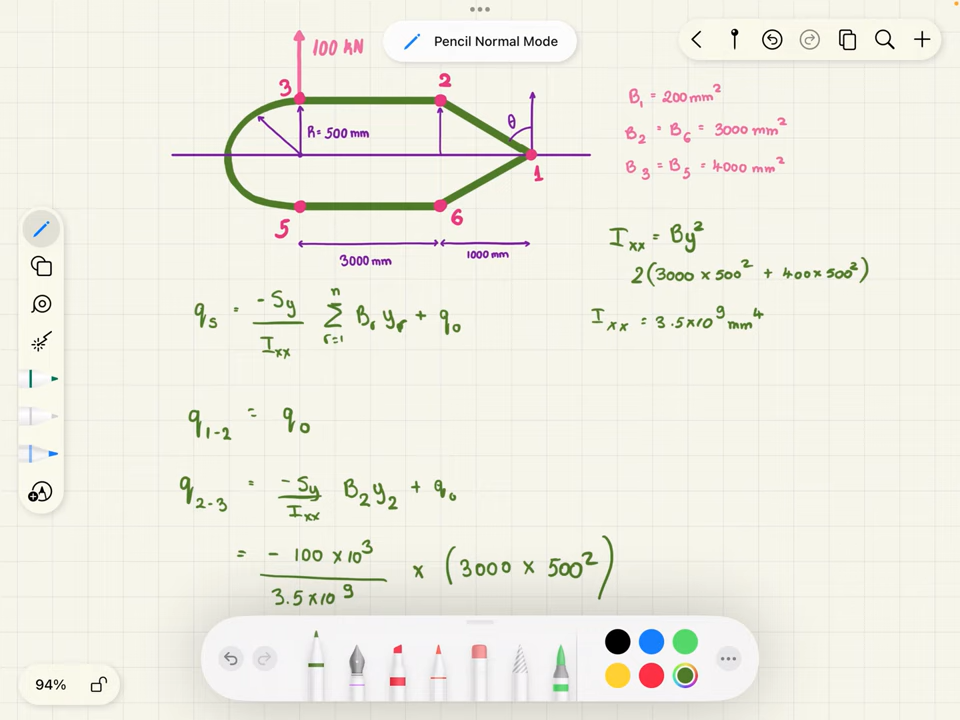 Pencil Normal Mode
100 kN
3
2
R = 500 mm
θ
1
5
6
3000 mm
1000 mm
B₁ = 200 mm²
B₂ = B₆ = 3000 mm²
B₃ = B₅ = 4000 mm²
Iₓₓ = By²
2(3000 × 500² + 400 × 500²)
Iₓₓ = 3.5×10⁹ mm⁴
qₛ = -Sy / Iₓₓ Σ (r=1 to n) Bᵣ yᵣ + q₀
q₁₋₂ = q₀
q₂₋₃ = -Sy / Iₓₓ B₂ y₂ + q₀
= - 100 × 10³ / 3.5×10⁹ × (3000 × 500²)
94%